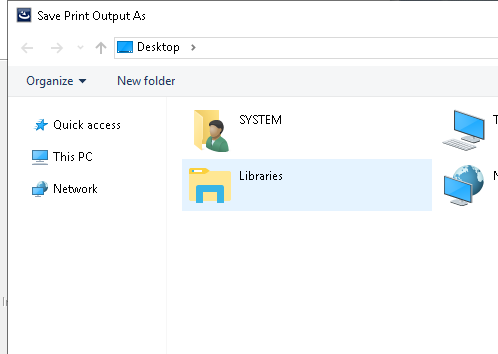 Save Print Output As
Desktop
Organize
New folder
Quick access
This PC
Network
SYSTEM
Libraries